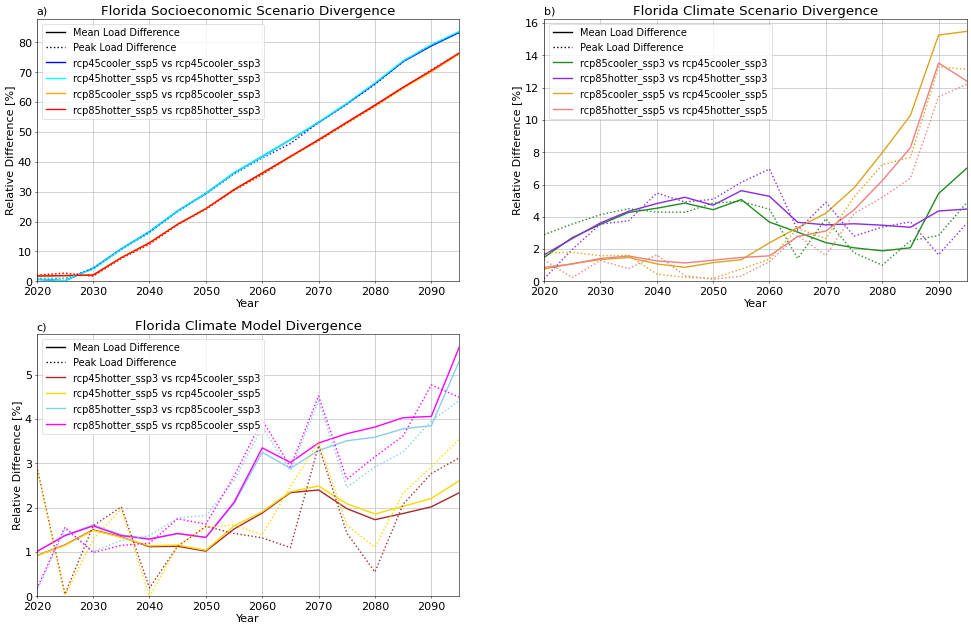 a)
Florida Socioeconomic Scenario Divergence
Mean Load Difference
Peak Load Difference
rcp45cooler_ssp5 vs rcp45cooler_ssp3
rcp45hotter_ssp5 vs rcp45hotter_ssp3
rcp85cooler_ssp5 vs rcp85cooler_ssp3
rcp85hotter_ssp5 vs rcp85hotter_ssp3
Relative Difference [%]
80
70
60
50
40
30
20
10
0
2020 2030 2040 2050 2060 2070 2080 2090
Year
b)
Florida Climate Scenario Divergence
Mean Load Difference
Peak Load Difference
rcp85cooler_ssp3 vs rcp45cooler_ssp3
rcp85hotter_ssp3 vs rcp45hotter_ssp3
rcp85cooler_ssp5 vs rcp45cooler_ssp5
rcp85hotter_ssp5 vs rcp45hotter_ssp5
Relative Difference [%]
16
14
12
10
8
6
4
2
0
2020 2030 2040 2050 2060 2070 2080 2090
Year
c)
Florida Climate Model Divergence
Mean Load Difference
Peak Load Difference
rcp45hotter_ssp3 vs rcp45cooler_ssp3
rcp45hotter_ssp5 vs rcp45cooler_ssp5
rcp85hotter_ssp3 vs rcp85cooler_ssp3
rcp85hotter_ssp5 vs rcp85cooler_ssp5
Relative Difference [%]
5
4
3
2
1
0
2020 2030 2040 2050 2060 2070 2080 2090
Year